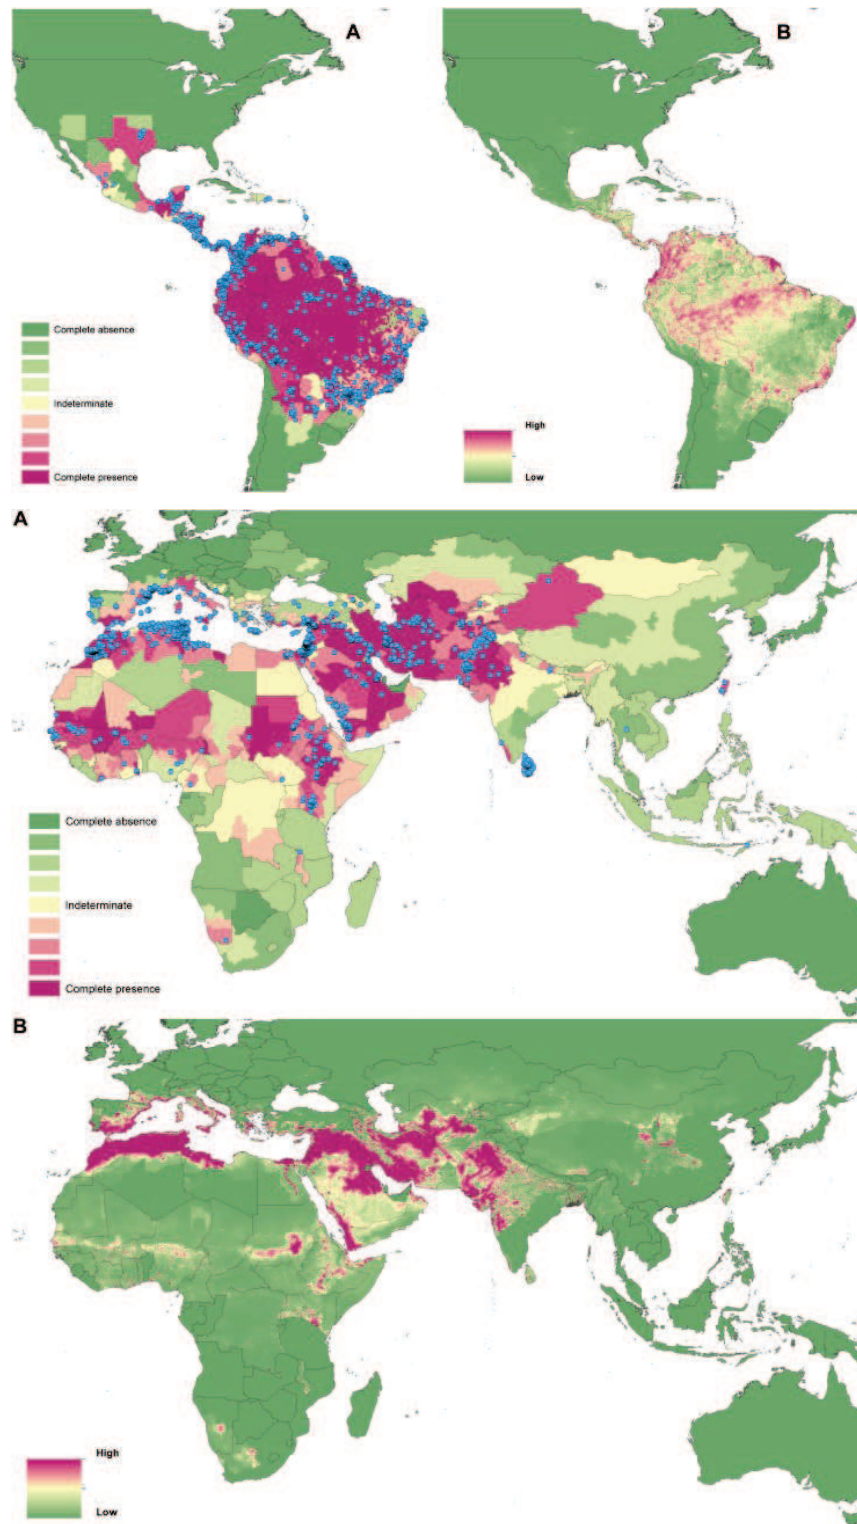 A
B
Complete absence
Indeterminate
Complete presence
High
Low
A
Complete absence
Indeterminate
Complete presence
B
High
Low